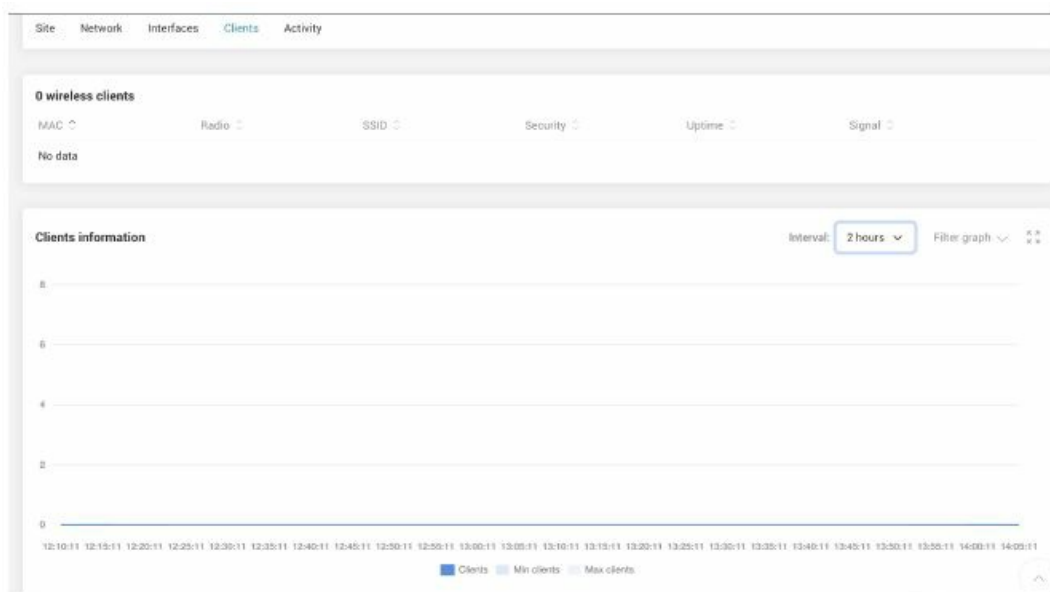 Site Network Interfaces Clients Activity
0 wireless clients
MAC Radio SSID Security Uptime Signal
No data
Clients information Interval: 2 hours Filter graph
8
6
4
2
0
12:10:11 12:15:11 12:20:11 12:25:11 12:30:11 12:35:11 12:40:11 12:45:11 12:50:11 12:55:11 13:00:11 13:05:11 13:10:11 13:15:11 13:20:11 13:25:11 13:30:11 13:35:11 13:40:11 13:45:11 13:50:11 13:55:11 14:00:11 14:05:11
Clients Min clients Max clients